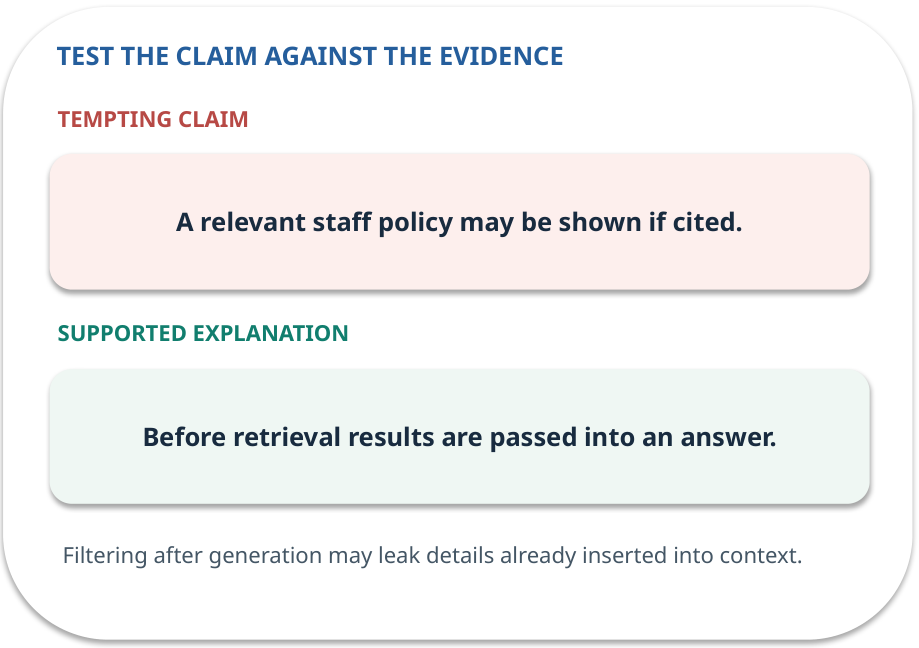 TEST THE CLAIM AGAINST THE EVIDENCE
TEMPTING CLAIM
A relevant staff policy may be shown if cited.
SUPPORTED EXPLANATION
Before retrieval results are passed into an answer.
Filtering after generation may leak details already inserted into context.